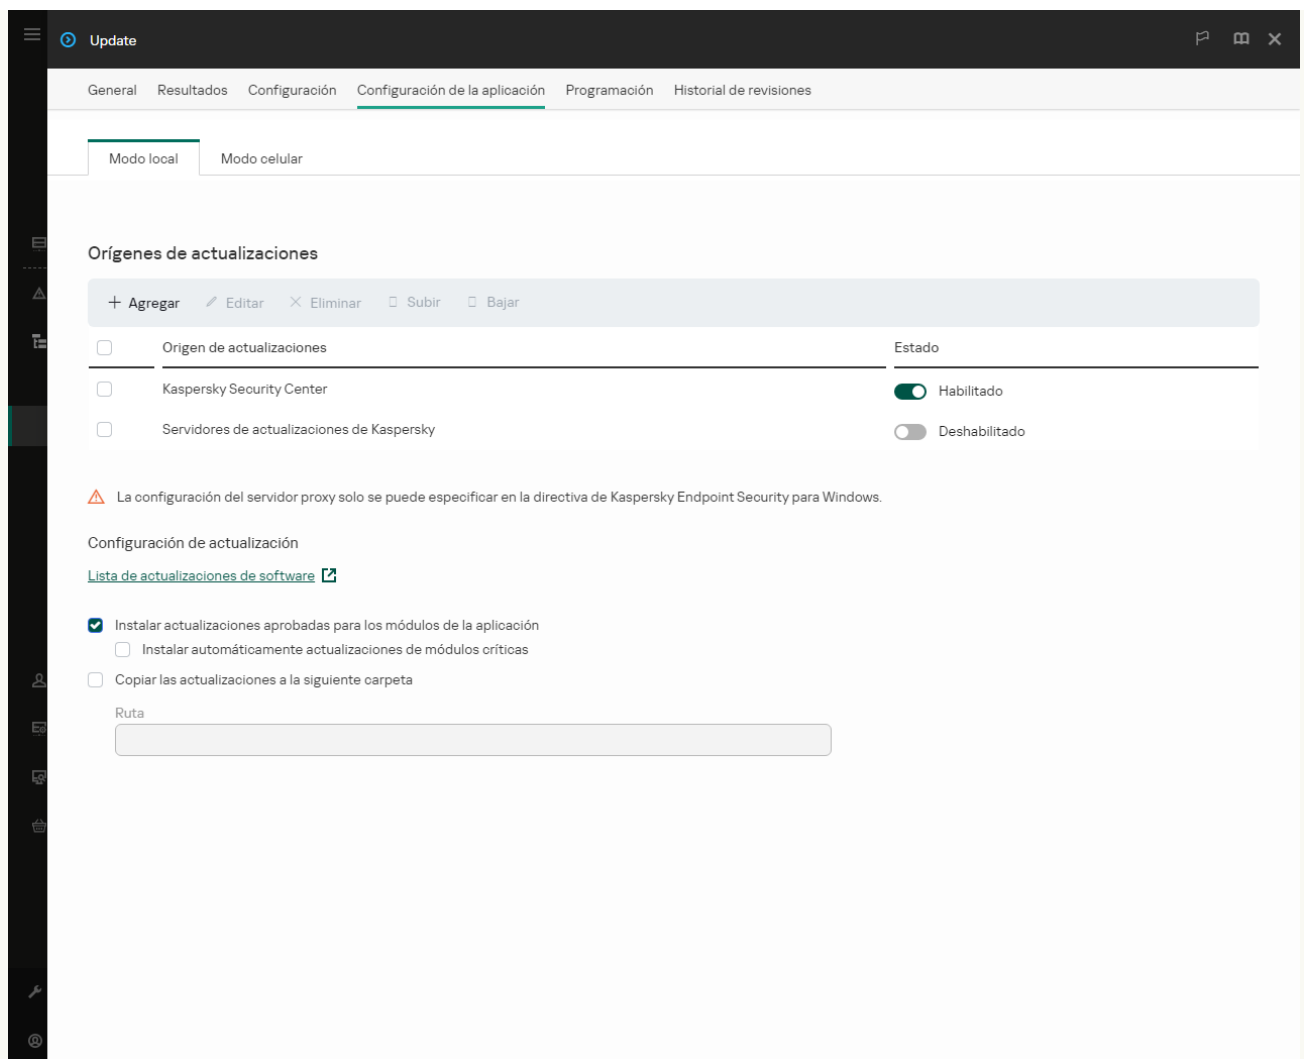 Update
General Resultados Configuración Configuración de la aplicación Programación Historial de revisiones
Modo local Modo celular
Orígenes de actualizaciones
Agregar Editar Eliminar Subir Bajar
Origen de actualizaciones Estado
Kaspersky Security Center Habilitado
Servidores de actualizaciones de Kaspersky Deshabilitado
La configuración del servidor proxy solo se puede especificar en la directiva de Kaspersky Endpoint Security para Windows.
Configuración de actualización
Lista de actualizaciones de software
Instalar actualizaciones aprobadas para los módulos de la aplicación
Instalar automáticamente actualizaciones de módulos críticas
Copiar las actualizaciones a la siguiente carpeta
Ruta